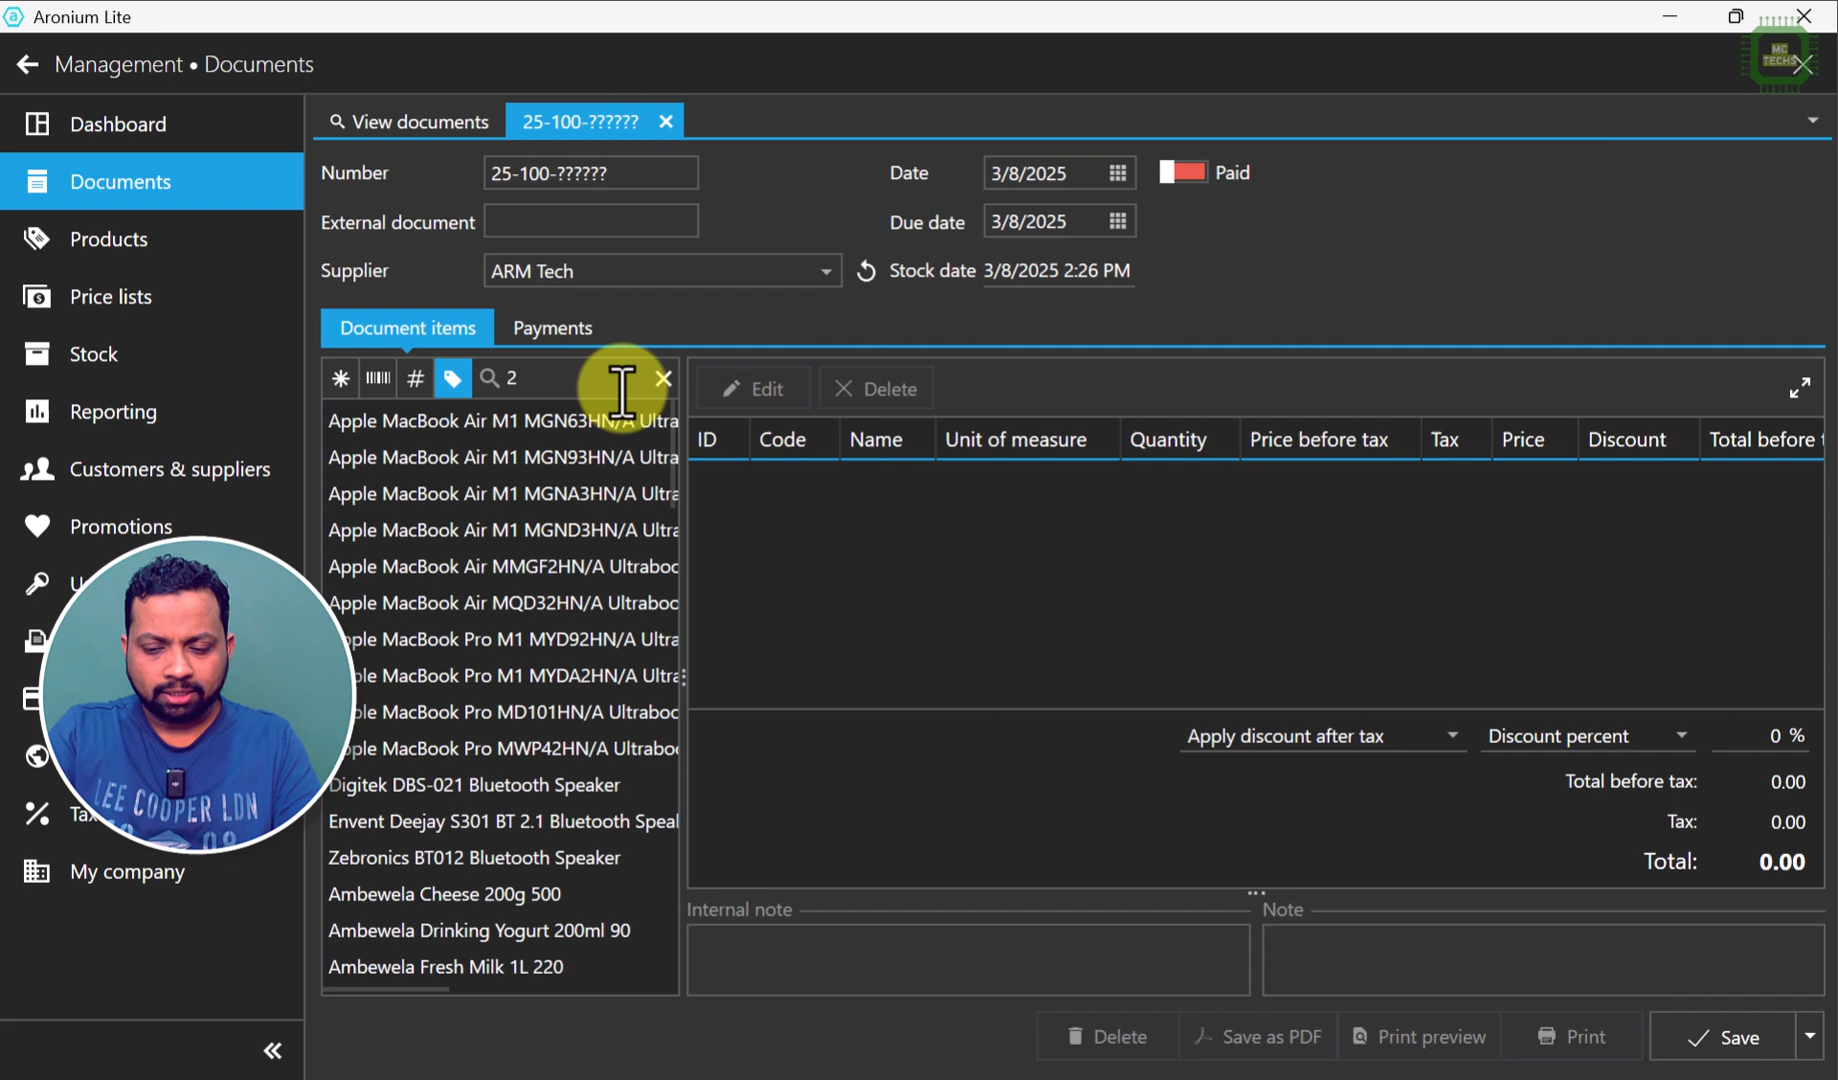 Aronium Lite
Management • Documents
MC
TECHS
Dashboard
Documents
Products
Price lists
Stock
Reporting
Customers & suppliers
Promotions
My company
View documents
25-100-??????
Number
25-100-??????
Date
3/8/2025
Paid
External document
Due date
3/8/2025
Supplier
ARM Tech
Stock date 3/8/2025 2:26 PM
Document items
Payments
# 2
Apple MacBook Air M1 MGN63HN/A Ultra
Apple MacBook Air M1 MGN93HN/A Ultra
Apple MacBook Air M1 MGNA3HN/A Ultra
Apple MacBook Air M1 MGND3HN/A Ultra
Apple MacBook Air MMGF2HN/A Ultraboo
Apple MacBook Air MQD32HN/A Ultraboo
ple MacBook Pro M1 MYD92HN/A Ultra
ple MacBook Pro M1 MYDA2HN/A Ultra
ple MacBook Pro MD101HN/A Ultraboo
ple MacBook Pro MWP42HN/A Ultraboo
Digitek DBS-021 Bluetooth Speaker
Envent Deejay S301 BT 2.1 Bluetooth Speal
Zebronics BT012 Bluetooth Speaker
Ambewela Cheese 200g 500
Ambewela Drinking Yogurt 200ml 90
Ambewela Fresh Milk 1L 220
Edit
Delete
ID Code Name Unit of measure Quantity Price before tax Tax Price Discount Total before
Apply discount after tax
Discount percent
0 %
Total before tax: 0.00
Tax: 0.00
Total: 0.00
Internal note
Note
Delete
Save as PDF
Print preview
Print
Save
LEE COOPER LDN